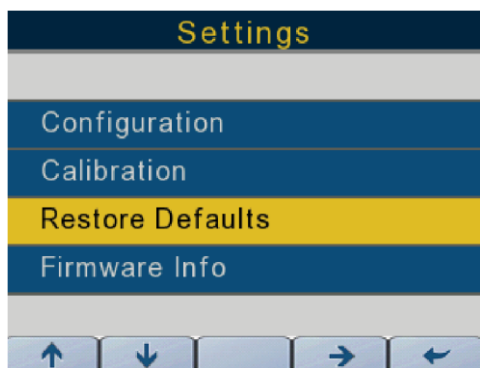 Settings
Configuration
Calibration
Restore Defaults
Firmware Info